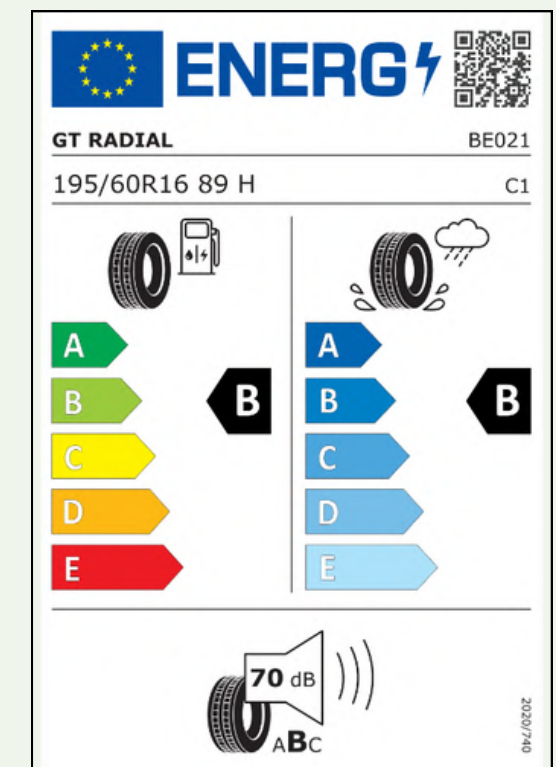 ENERG
GT RADIAL BE021
195/60R16 89 H C1
A A
B B B B
C C
D D
E E
70 dB
ABC
2020/740